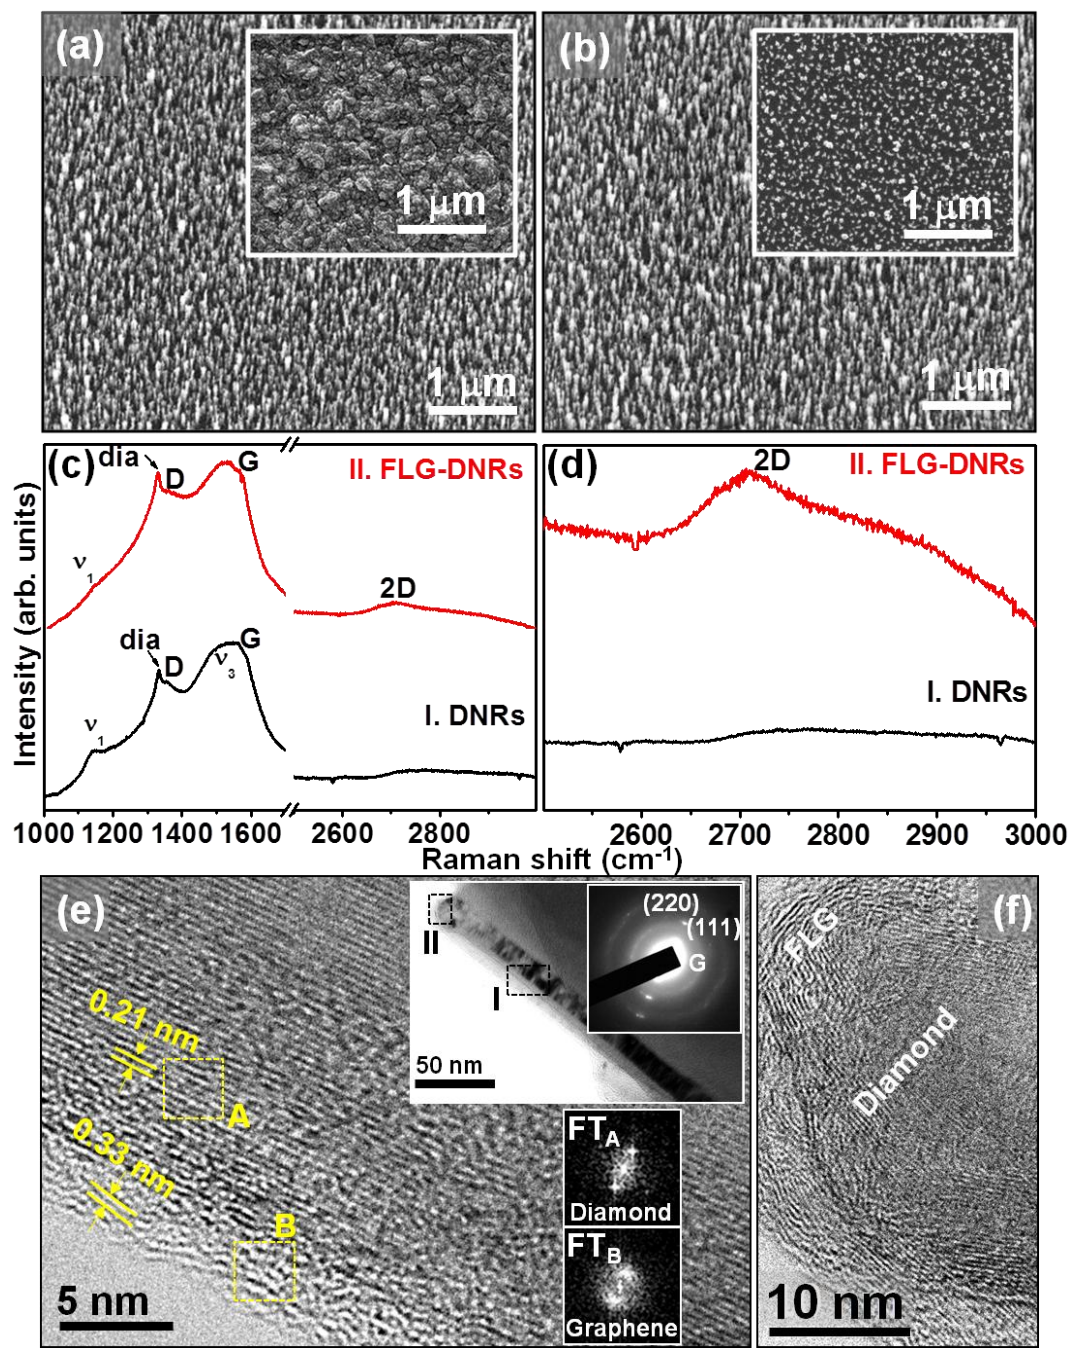 (a)
1 μm
1 μm
(b)
1 μm
1 μm
(c)
dia
D
G
II. FLG-DNRs
ν1
2D
dia
D
G
ν3
ν1
I. DNRs
(d)
2D
II. FLG-DNRs
I. DNRs
Intensity (arb. units)
1000 1200 1400 1600 2600 2800
2600 2700 2800 2900 3000
Raman shift (cm-1)
(e)
II
I
50 nm
(220)
(111)
G
0.21 nm
A
0.33 nm
B
FTA
Diamond
FTB
Graphene
5 nm
(f)
FLG
Diamond
10 nm